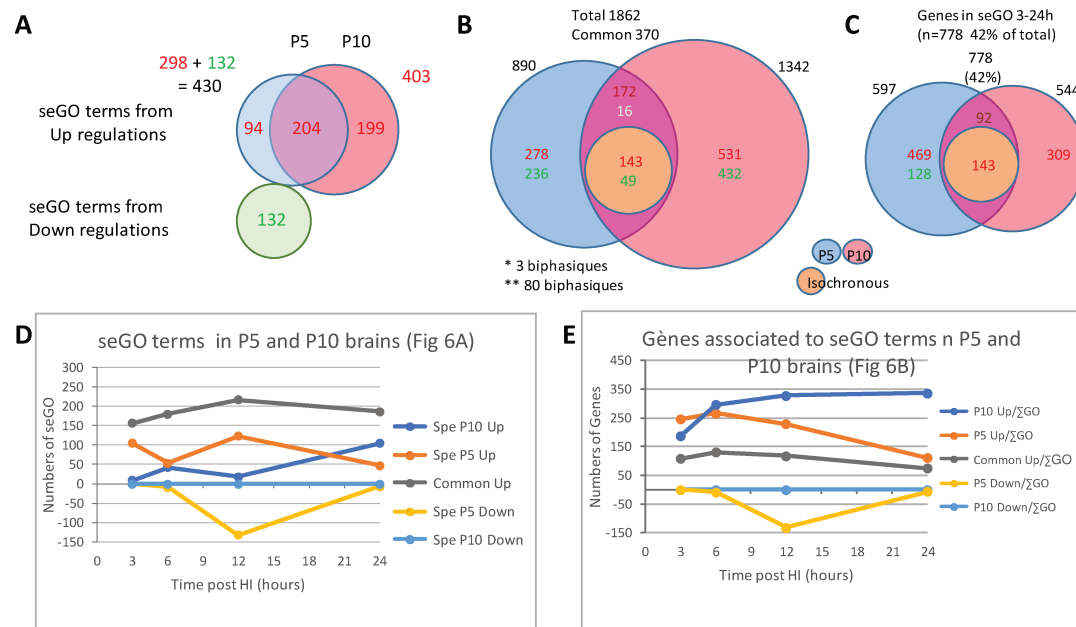 A
P5 P10
298 + 132
= 430
403
seGO terms from
Up regulations
94 204 199
seGO terms from
Down regulations
132
B
Total 1862
Common 370
890
1342
172
16
278
236
143
49
531
432
* 3 biphasiques
** 80 biphasiques
C
Genes in seGO 3-24h
(n=778 42% of total)
778
(42%)
597
544
92
469
128
143
309
P5 P10
Isochronous
D
seGO terms in P5 and P10 brains (Fig 6A)
Numbers of seGO
300
250
200
150
100
50
0
-50
-100
-150
0 3 6 9 12 15 18 21 24
Time post HI (hours)
Spe P10 Up
Spe P5 Up
Common Up
Spe P5 Down
Spe P10 Down
E
Gènes associated to seGO terms n P5 and
P10 brains (Fig 6B)
Numbers of Genes
450
350
250
150
50
-50
-150
0 3 6 9 12 15 18 21 24
Time post HI (hours)
P10 Up/∑GO
P5 Up/∑GO
Common Up/∑GO
P5 Down/∑GO
P10 Down/∑GO